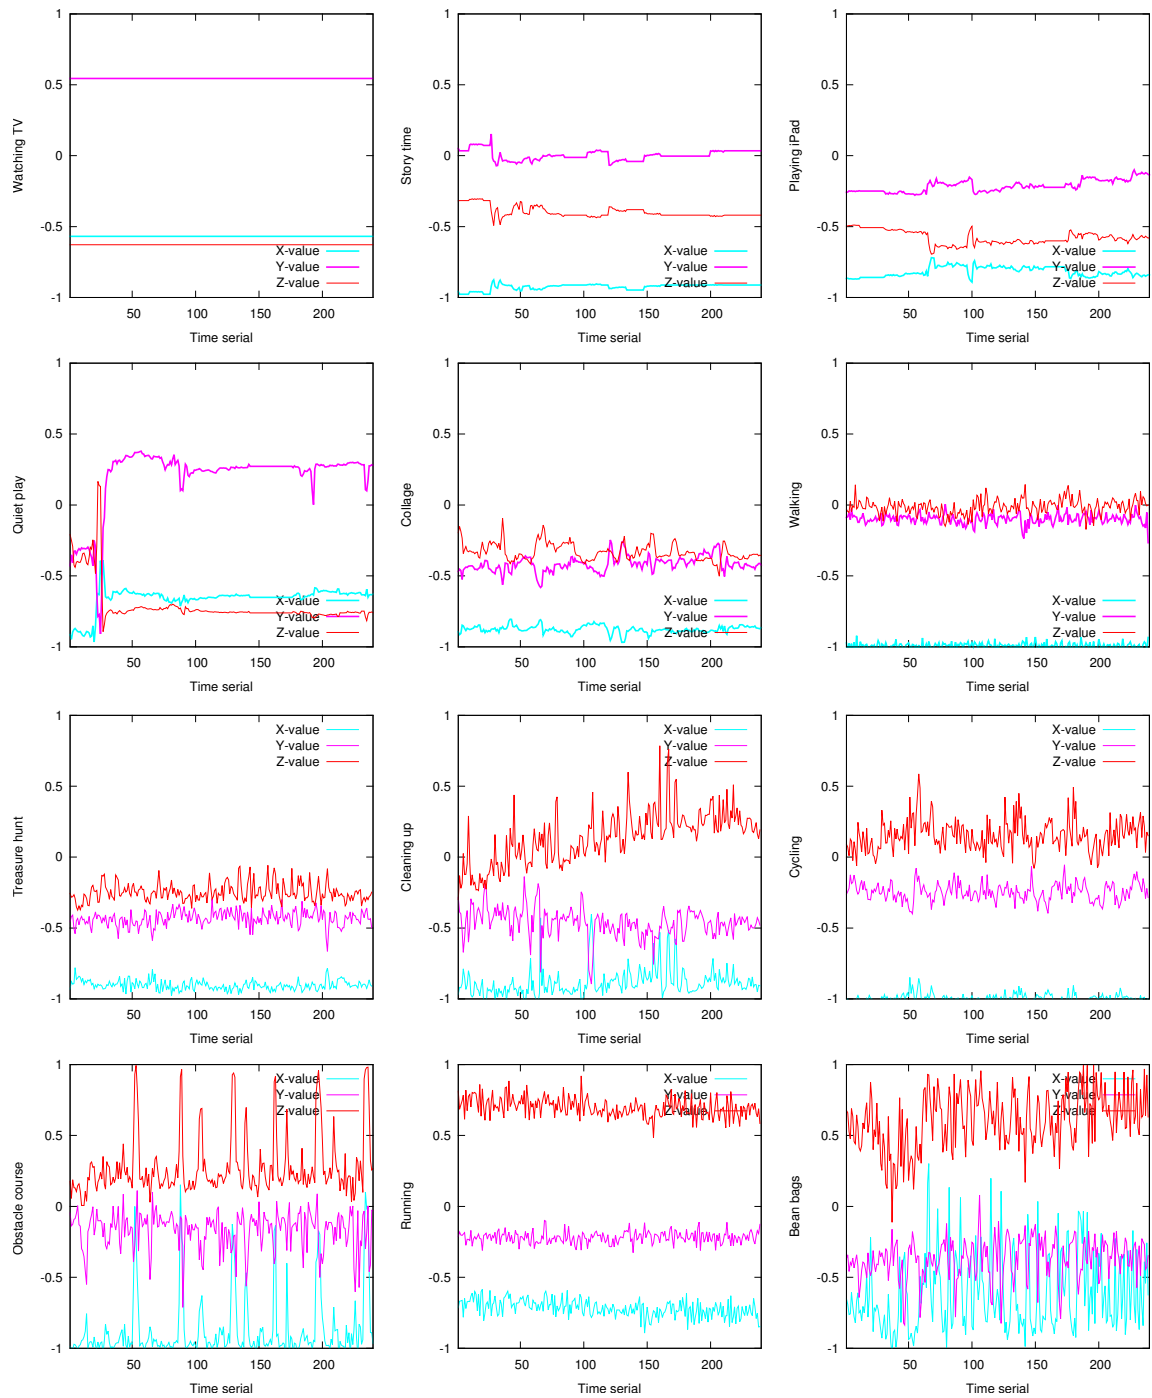 1
0.5
0
-0.5
-1
50 100 150 200
Time serial
Watching TV
X-value
Y-value
Z-value
1
0.5
0
-0.5
-1
50 100 150 200
Time serial
Story time
X-value
Y-value
Z-value
1
0.5
0
-0.5
-1
50 100 150 200
Time serial
Playing iPad
X-value
Y-value
Z-value
1
0.5
0
-0.5
-1
50 100 150 200
Time serial
Quiet play
X-value
Y-value
Z-value
1
0.5
0
-0.5
-1
50 100 150 200
Time serial
Collage
X-value
Y-value
Z-value
1
0.5
0
-0.5
-1
50 100 150 200
Time serial
Walking
X-value
Y-value
Z-value
1
0.5
0
-0.5
-1
50 100 150 200
Time serial
Treasure hunt
X-value
Y-value
Z-value
1
0.5
0
-0.5
-1
50 100 150 200
Time serial
Cleaning up
X-value
Y-value
Z-value
1
0.5
0
-0.5
-1
50 100 150 200
Time serial
Cycling
X-value
Y-value
Z-value
1
0.5
0
-0.5
-1
50 100 150 200
Time serial
Obstacle course
X-value
Y-value
Z-value
1
0.5
0
-0.5
-1
50 100 150 200
Time serial
Running
X-value
Y-value
Z-value
1
0.5
0
-0.5
-1
50 100 150 200
Time serial
Bean bags
X-value
Y-value
Z-value